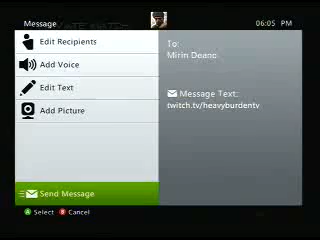 Message
06:05 PM
Edit Recipients
Add Voice
Edit Text
Add Picture
Send Message
To:
Mirin Deano
Message Text:
twitch.tv/heavyburdentv
A Select B Cancel